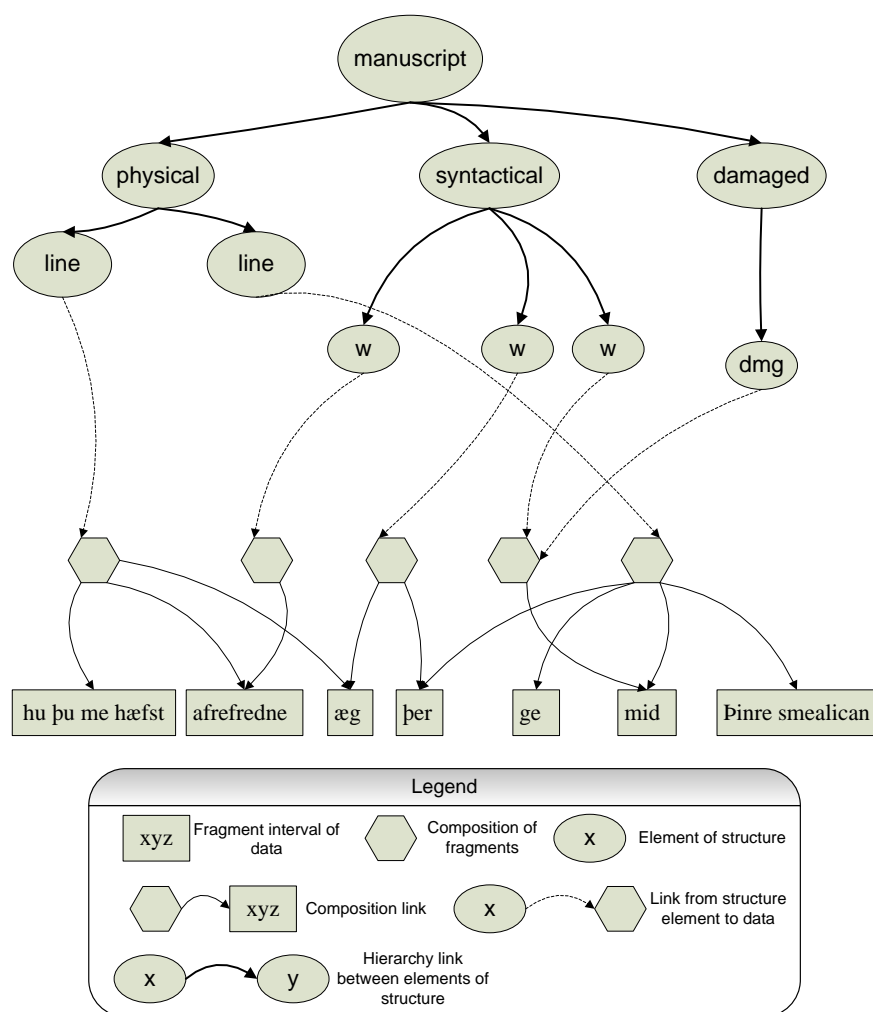 manuscript
physical
syntactical
damaged
line
line
w
w
w
dmg
hu þu me hæfst
afrefredne
æg
þer
ge
mid
Þinre smealican
Legend
xyz
Fragment interval of
data
Composition of
fragments
x
Element of structure
xyz
Composition link
x
Link from structure
element to data
x
y
Hierarchy link
between elements of
structure